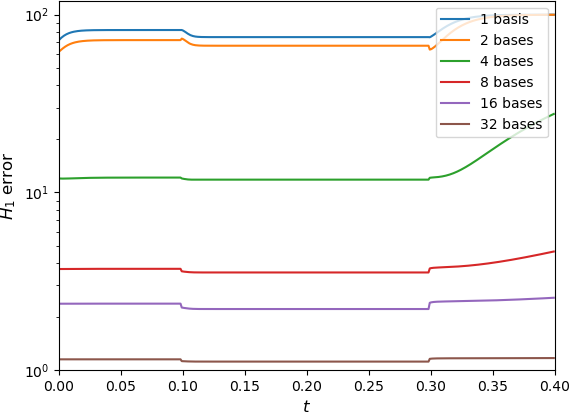 10²
10¹
10⁰
H₁ error
1 basis
2 bases
4 bases
8 bases
16 bases
32 bases
0.00 0.05 0.10 0.15 0.20 0.25 0.30 0.35 0.40
t